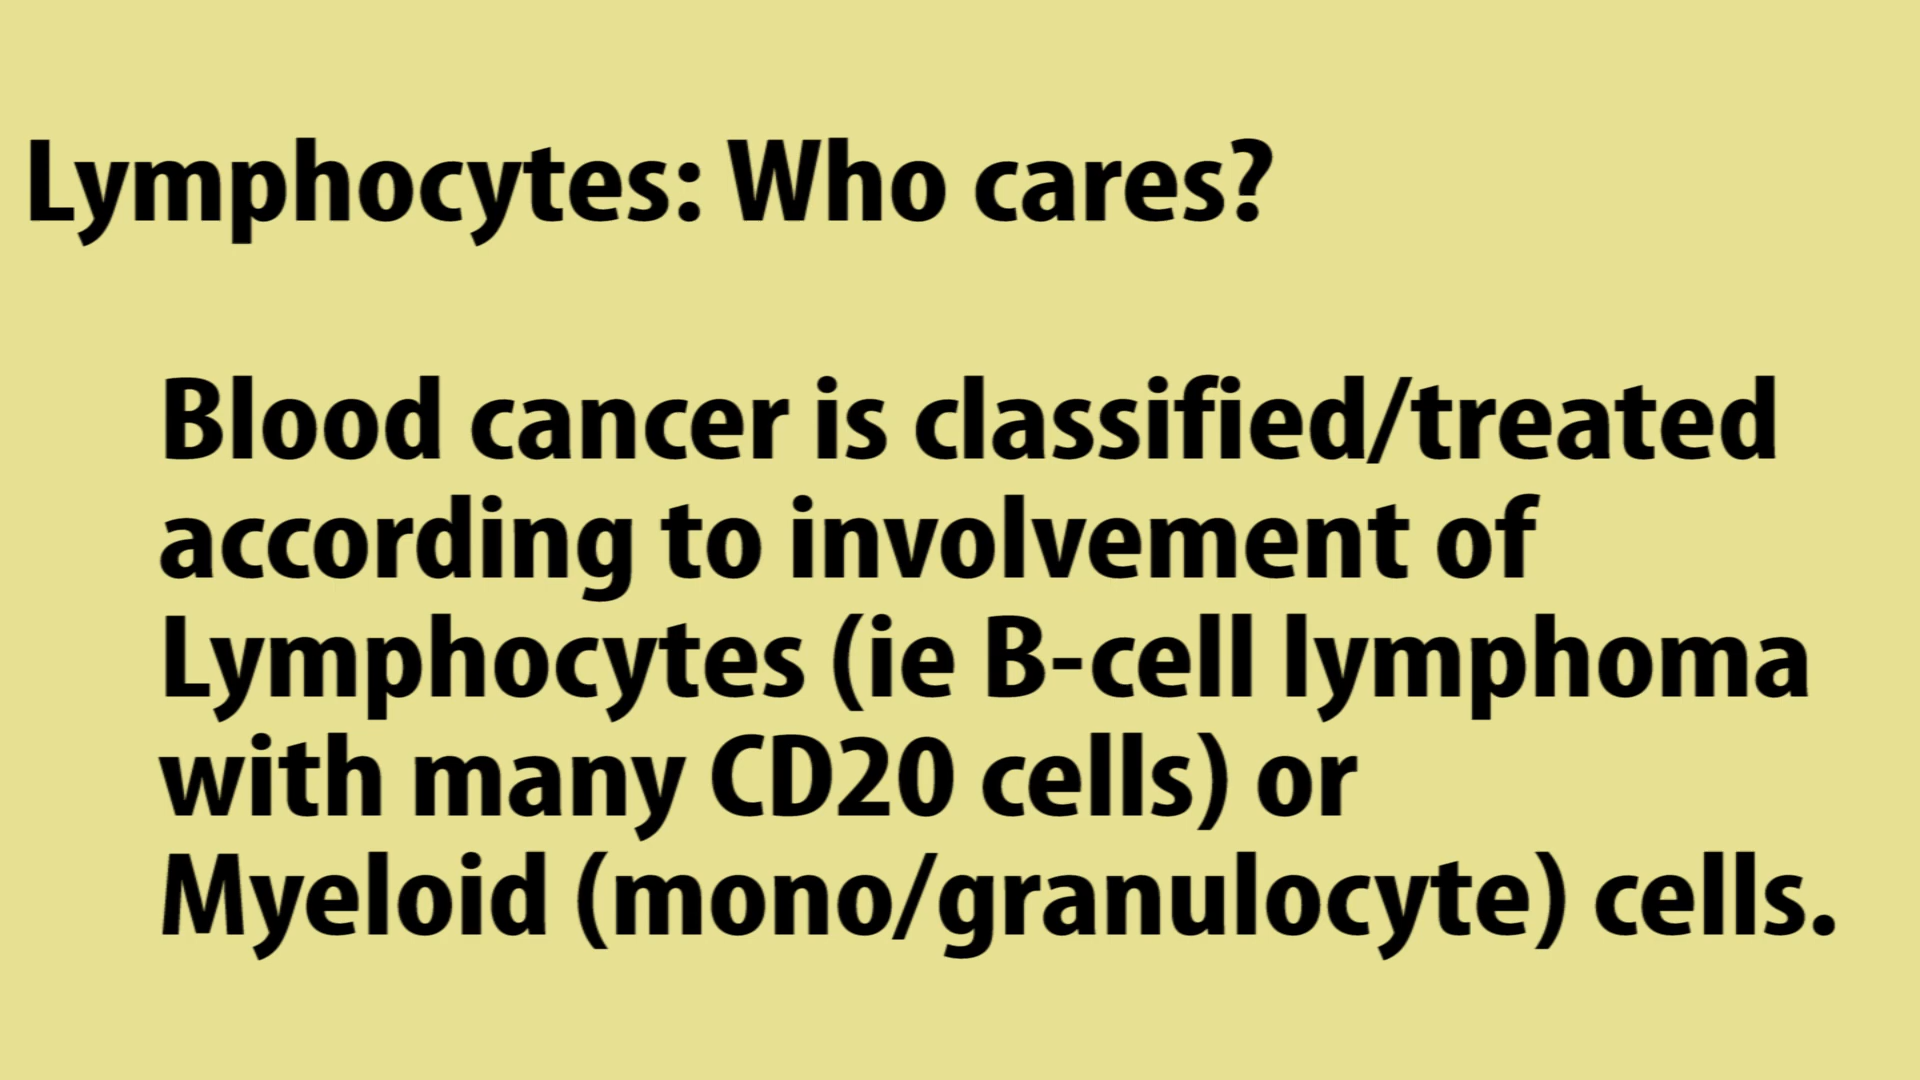 Lymphocytes: Who cares?
Blood cancer is classified/treated
according to involvement of
Lymphocytes (ie B-cell lymphoma
with many CD20 cells) or
Myeloid (mono/granulocyte) cells.